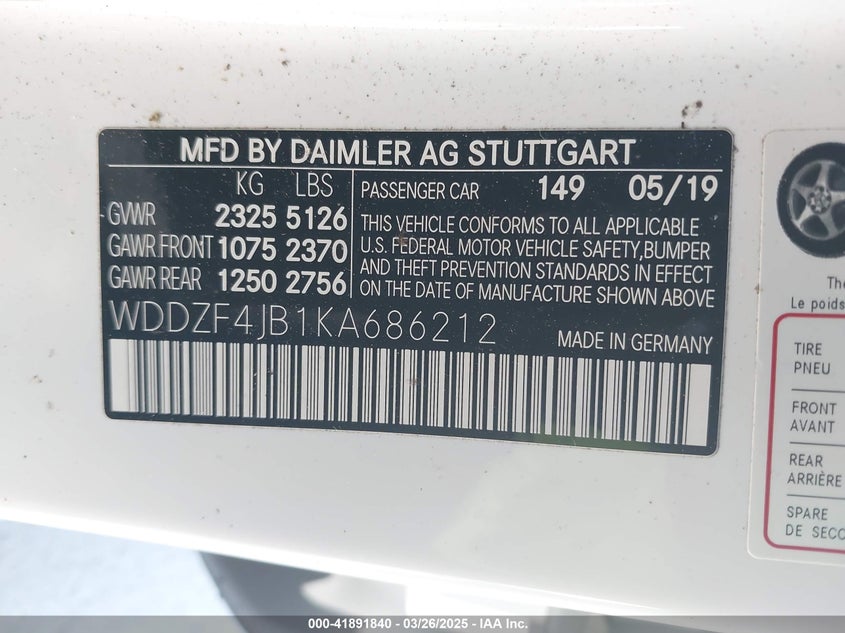 MFD BY DAIMLER AG STUTTGART
KG LBS
GVWR 2325 5126
GAWR FRONT 1075 2370
GAWR REAR 1250 2756
PASSENGER CAR 149 05/19
THIS VEHICLE CONFORMS TO ALL APPLICABLE
U.S. FEDERAL MOTOR VEHICLE SAFETY,BUMPER
AND THEFT PREVENTION STANDARDS IN EFFECT
ON THE DATE OF MANUFACTURE SHOWN ABOVE
WDDZF4JB1KA686212
MADE IN GERMANY
The
Le poids
TIRE
PNEU
FRONT
AVANT
REAR
ARRIÈRE
SPARE
DE SECO
000-41891840 - 03/26/2025 - IAA Inc.